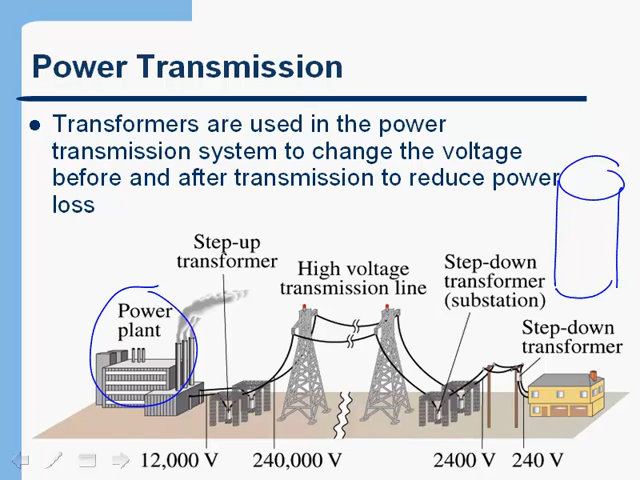 Power Transmission
Transformers are used in the power
transmission system to change the voltage
before and after transmission to reduce power
loss
Step-up
transformer
High voltage
transmission line
Step-down
transformer
(substation)
Step-down
transformer
Power
plant
12,000 V
240,000 V
2400 V
240 V